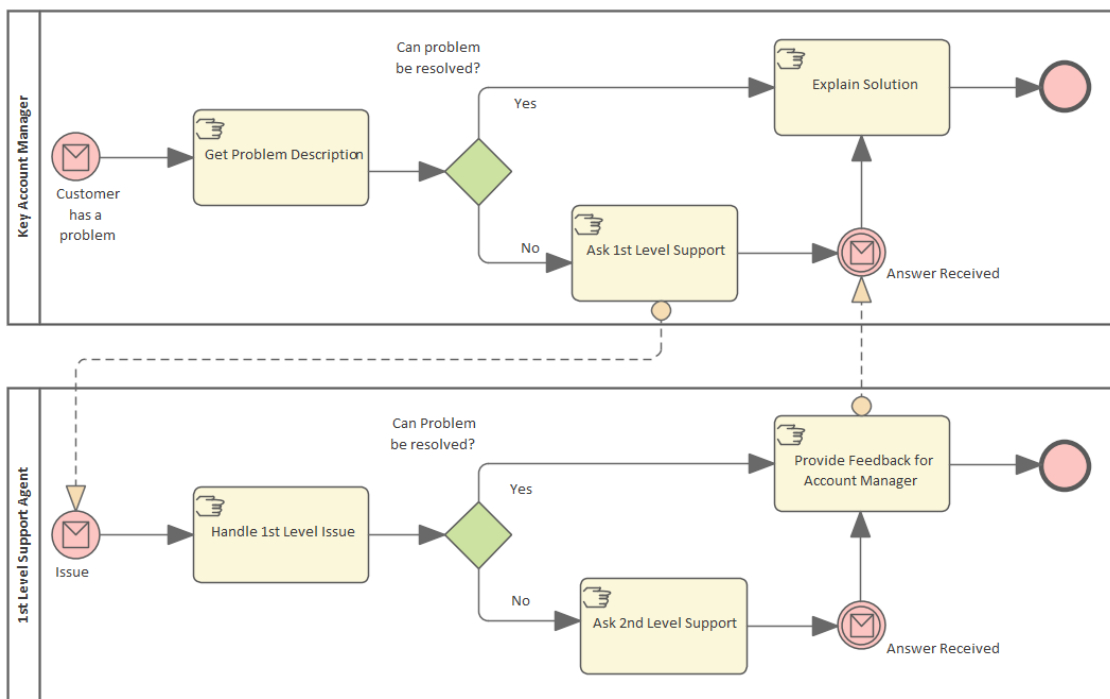 Key Account Manager
Customer
has a
problem
Get Problem Description
Can problem
be resolved?
Yes
No
Explain Solution
Ask 1st Level Support
Answer Received
1st Level Support Agent
Issue
Handle 1st Level Issue
Can Problem
be resolved?
Yes
No
Provide Feedback for
Account Manager
Ask 2nd Level Support
Answer Received